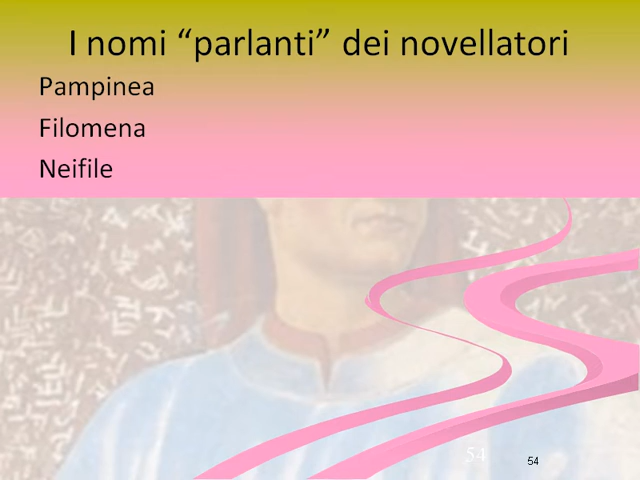 I nomi “parlanti” dei novellatori
Pampinea
Filomena
Neifile
54
54